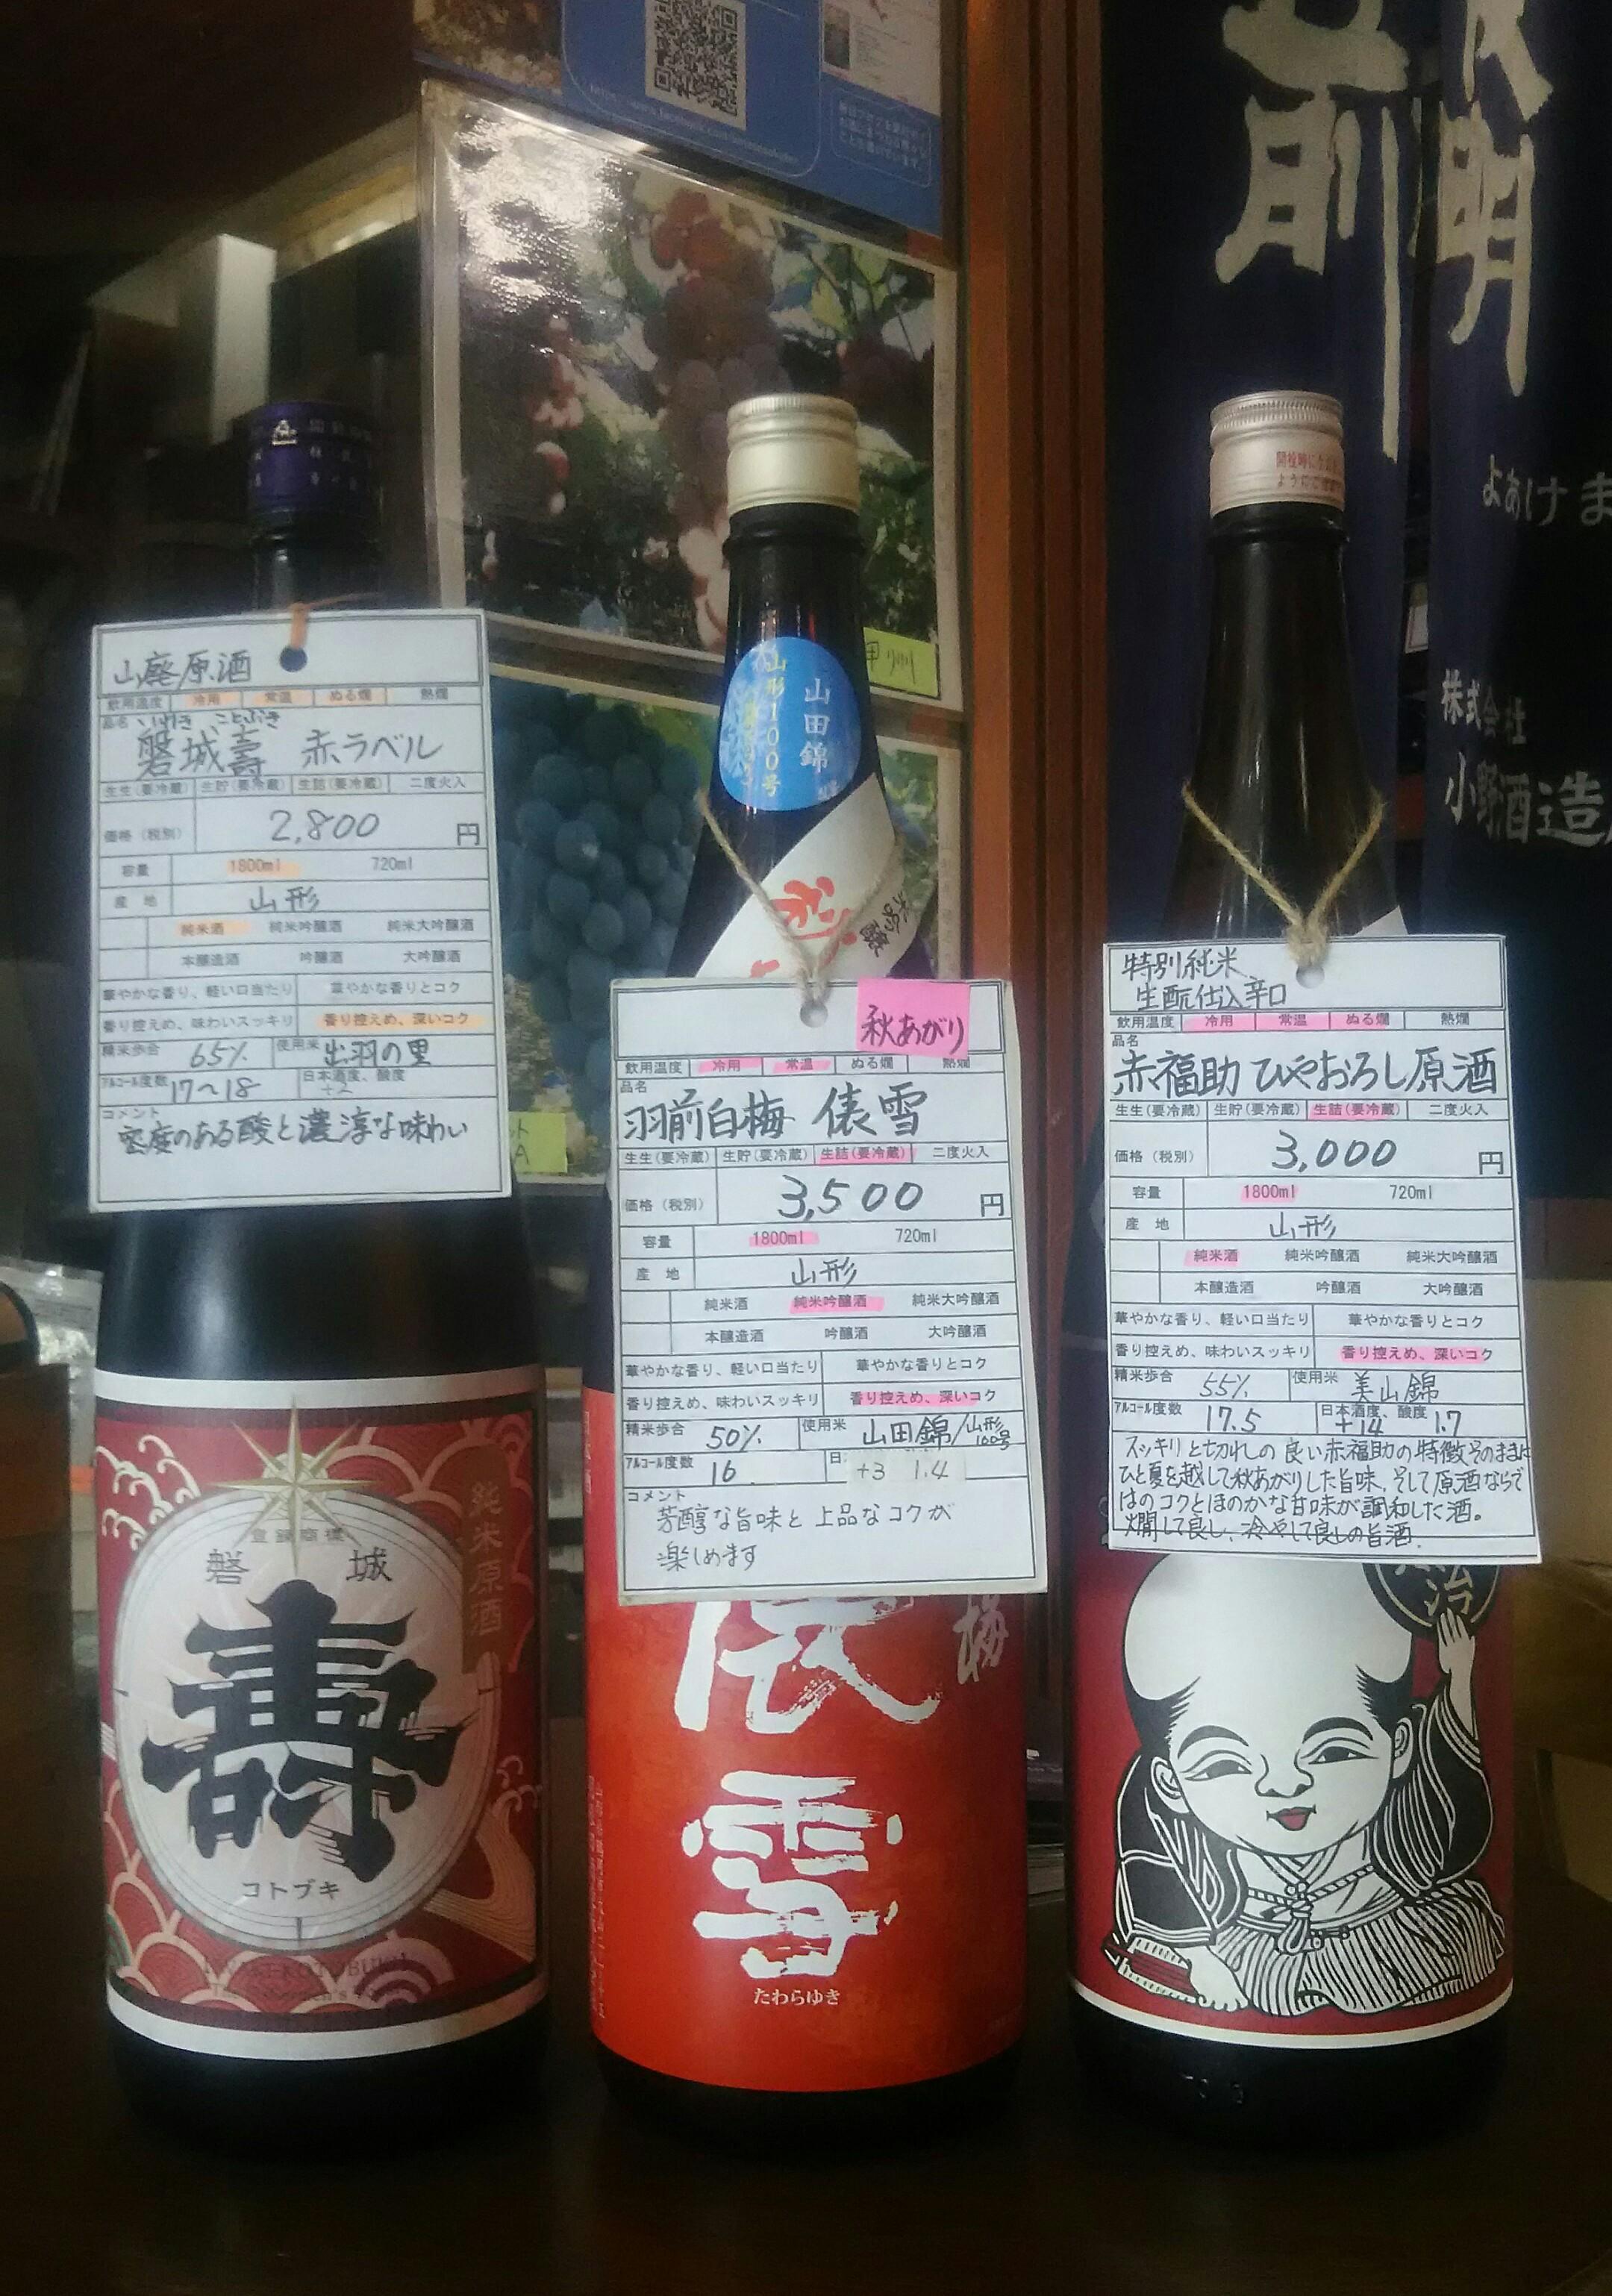 前
明
よあけま
株式会社
小野酒造
甲州
山廃原酒
飲用温度 冷用 常温 ぬる燗 熱燗
品名 いわき ことぶき
磐城壽 赤ラベル
生生(要冷蔵) 生貯(要冷蔵) 生詰(要冷蔵) 二度火入
価格(税別) 2,800 円
容量 1800ml 720ml
産地 山形
純米酒 純米吟醸酒 純米大吟醸酒
本醸造酒 吟醸酒 大吟醸酒
華やかな香り、軽い口当たり 華やかな香りとコク
香り控えめ、味わいスッキリ 香り控えめ、深いコク
精米歩合 65% 使用米 出羽の里
アルコール度数 17〜18 日本酒度、酸度 +2
コメント
密度のある酸と濃淳な味わい
純米原酒
登録商標
磐城
壽
コトブキ
山田錦
山形100号
米吟醸
秋あがり
飲用温度 冷用 常温 ぬる燗 熱燗
品名
羽前白梅 俵雪
生生(要冷蔵) 生貯(要冷蔵) 生詰(要冷蔵) 二度火入
価格(税別) 3,500 円
容量 1800ml 720ml
産地 山形
純米酒 純米吟醸酒 純米大吟醸酒
本醸造酒 吟醸酒 大吟醸酒
華やかな香り、軽い口当たり 華やかな香りとコク
香り控えめ、味わいスッキリ 香り控えめ、深いコク
精米歩合 50% 使用米 山田錦/山形100号
アルコール度数 16 日 +3 1.4
コメント
芳醇な旨味と上品なコクが
楽しめます
梅
俵
雪
たわらゆき
特別純米
生酛仕込辛口
飲用温度 冷用 常温 ぬる燗 熱燗
品名
赤福助 ひやおろし原酒
生生(要冷蔵) 生貯(要冷蔵) 生詰(要冷蔵) 二度火入
価格(税別) 3,000 円
容量 1800ml 720ml
産地 山形
純米酒 純米吟醸酒 純米大吟醸酒
本醸造酒 吟醸酒 大吟醸酒
華やかな香り、軽い口当たり 華やかな香りとコク
香り控えめ、味わいスッキリ 香り控えめ、深いコク
精米歩合 55% 使用米 美山錦
アルコール度数 17.5 日本酒度、酸度 +14 1.7
スッキリと切れの良い赤福助の特徴そのままに
ひと夏を越して秋あがりした旨味、そして原酒ならで
はのコクとほのかな甘味が調和した酒。
燗して良し、冷やして良しの旨酒。
治